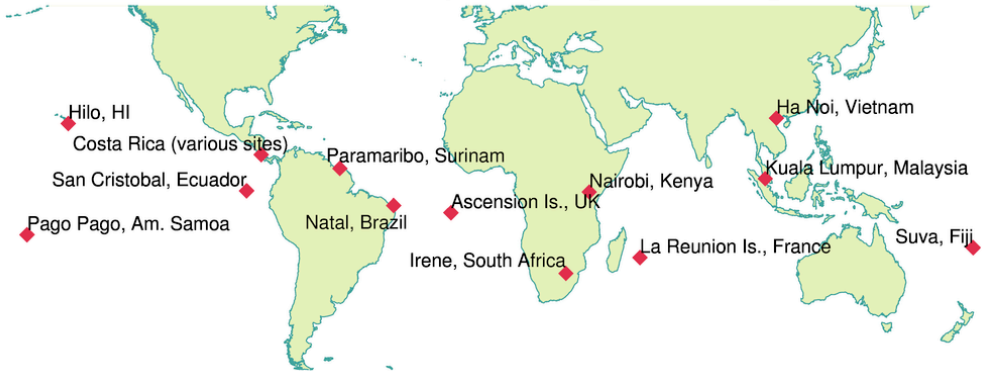 Hilo, HI
Ha Noi, Vietnam
Costa Rica (various sites)
Paramaribo, Surinam
Kuala Lumpur, Malaysia
San Cristobal, Ecuador
Nairobi, Kenya
Ascension Is., UK
Natal, Brazil
Pago Pago, Am. Samoa
Suva, Fiji
La Reunion Is., France
Irene, South Africa